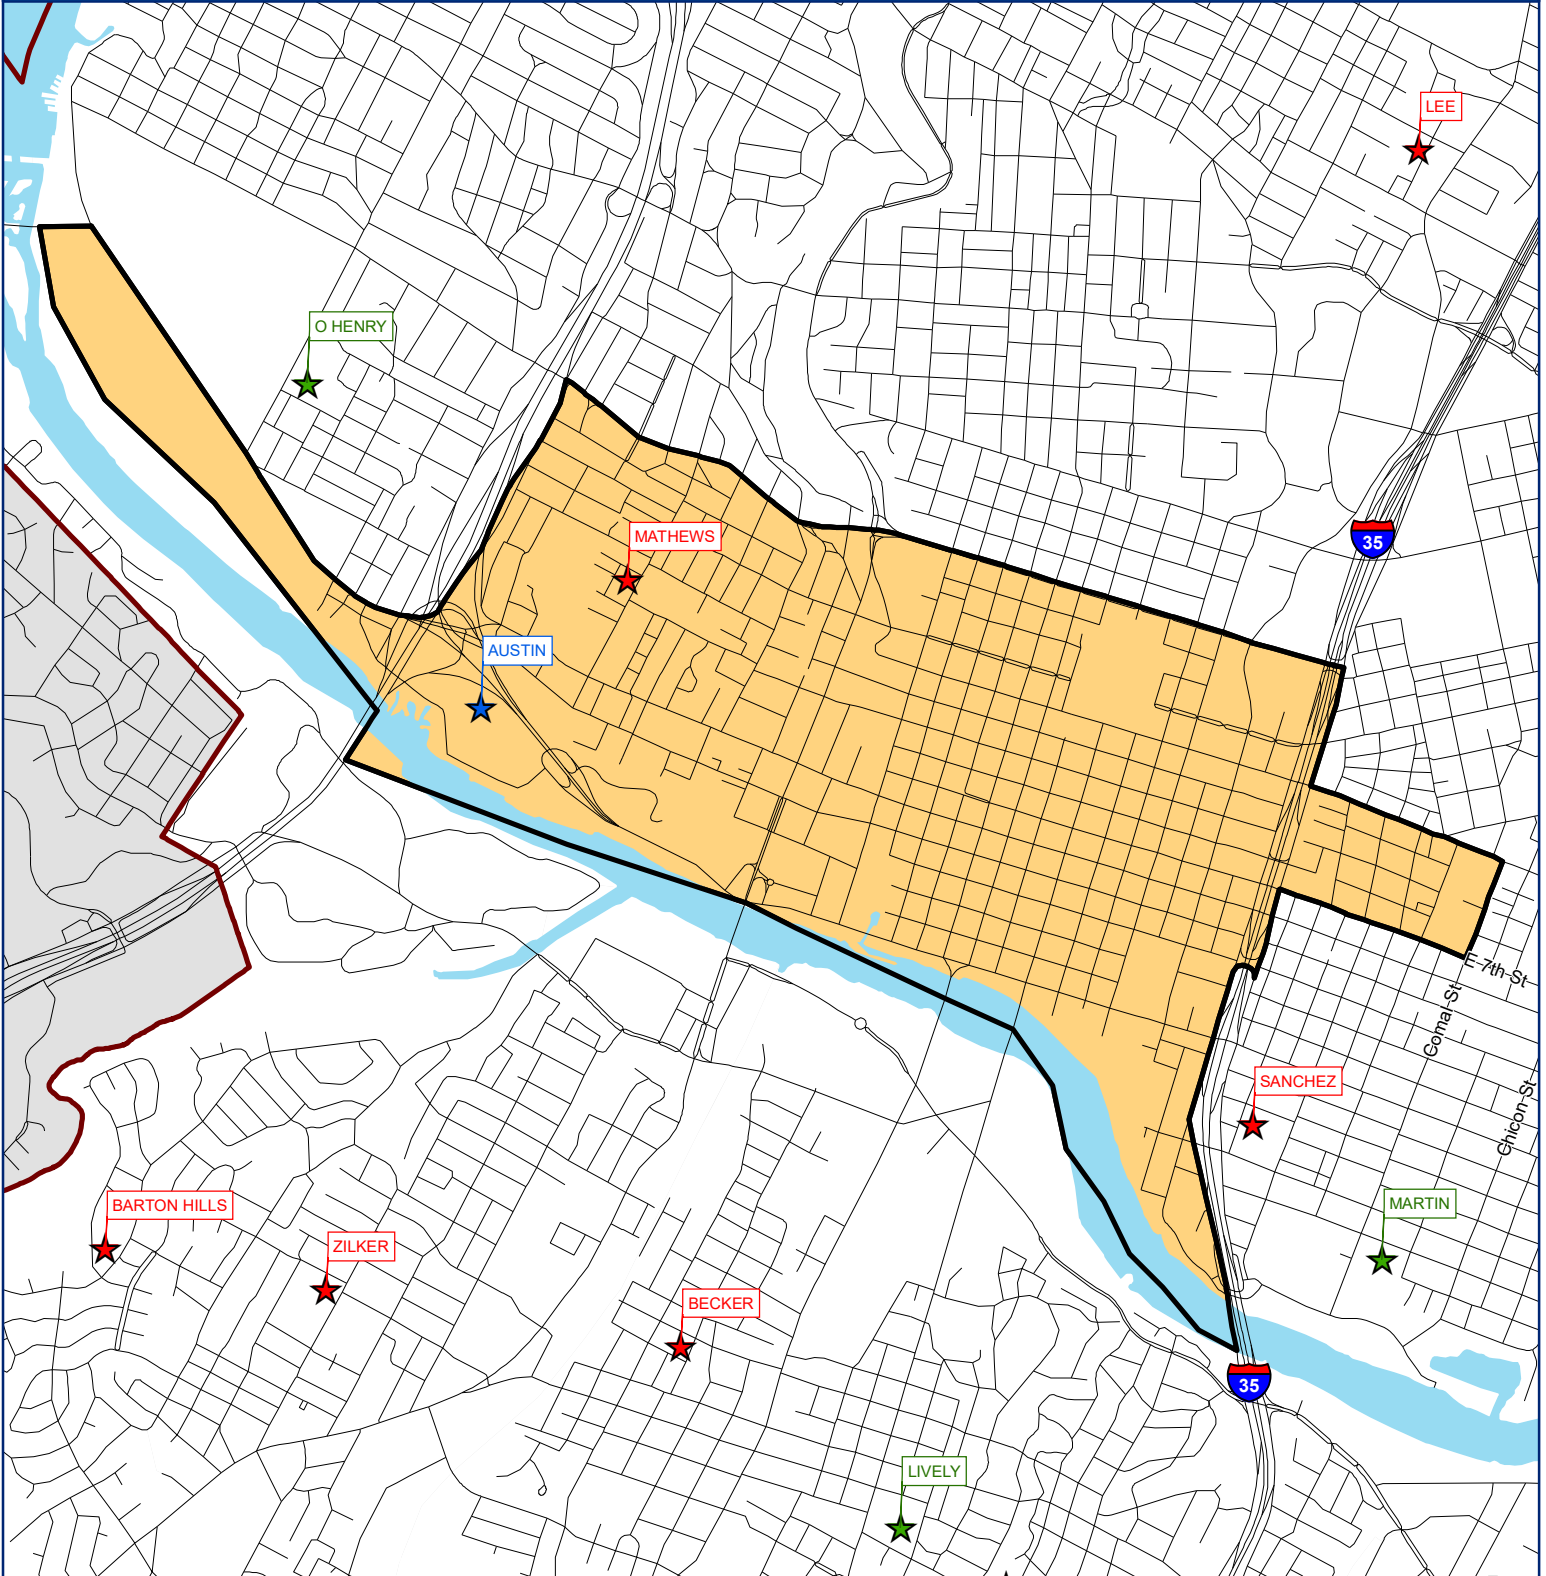 LEE
O HENRY
MATHEWS
35
AUSTIN
E 7th St
Comal St
SANCHEZ
Chicon St
BARTON HILLS
MARTIN
ZILKER
BECKER
35
LIVELY